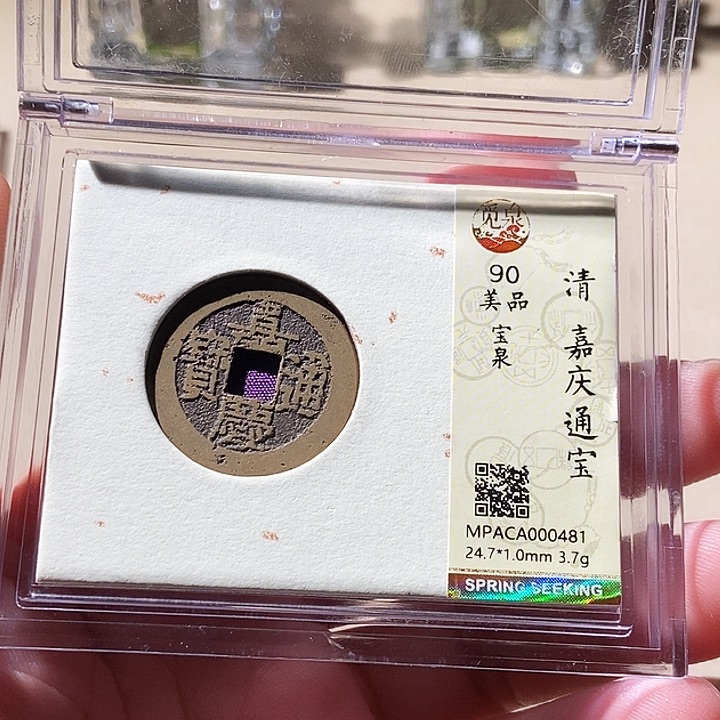 嘉慶通寶
觅泉
90
美品
宝泉
清 嘉庆通宝
MPACA000481
24.7*1.0mm 3.7g
SPRING SEEKING